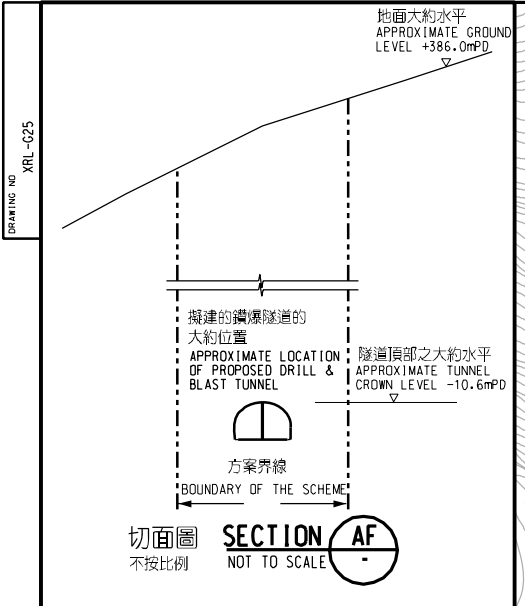 地面大約水平
APPROXIMATE GROUND
LEVEL +386.0mPD
DRAWING NO
XRL-G25
擬建的鑽爆隧道的
大約位置
APPROXIMATE LOCATION
OF PROPOSED DRILL &
BLAST TUNNEL
隧道頂部之大約水平
APPROXIMATE TUNNEL
CROWN LEVEL -10.6mPD
方案界線
BOUNDARY OF THE SCHEME
切面圖
不按比例
SECTION
NOT TO SCALE
AF
-